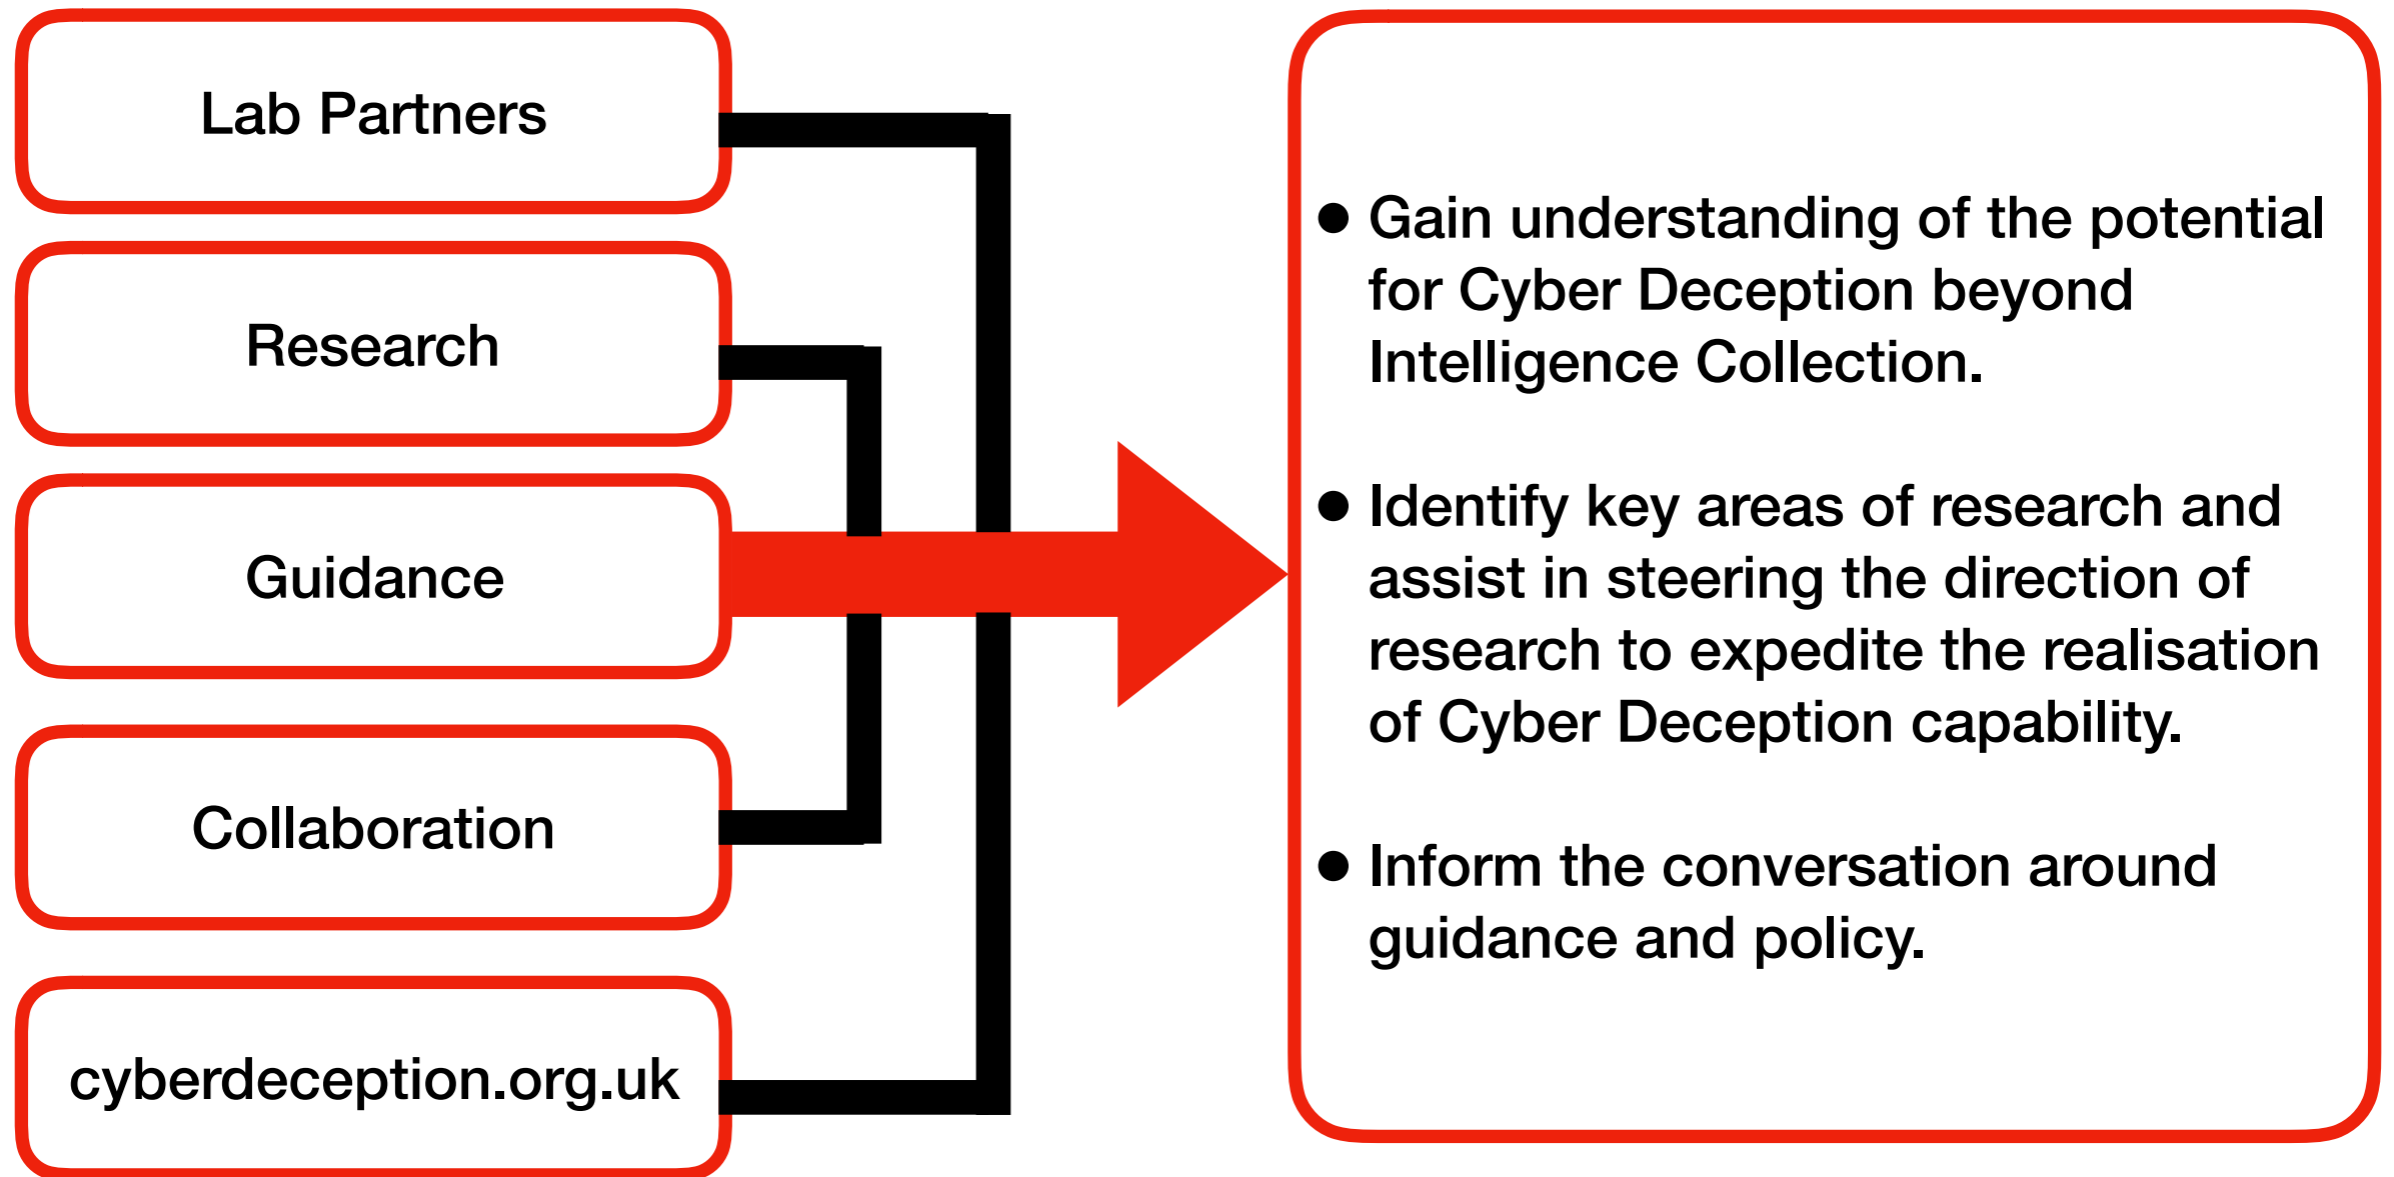 Lab Partners
Research
Guidance
Collaboration
cyberdeception.org.uk
● Gain understanding of the potential
for Cyber Deception beyond
Intelligence Collection.
● Identify key areas of research and
assist in steering the direction of
research to expedite the realisation
of Cyber Deception capability.
● Inform the conversation around
guidance and policy.